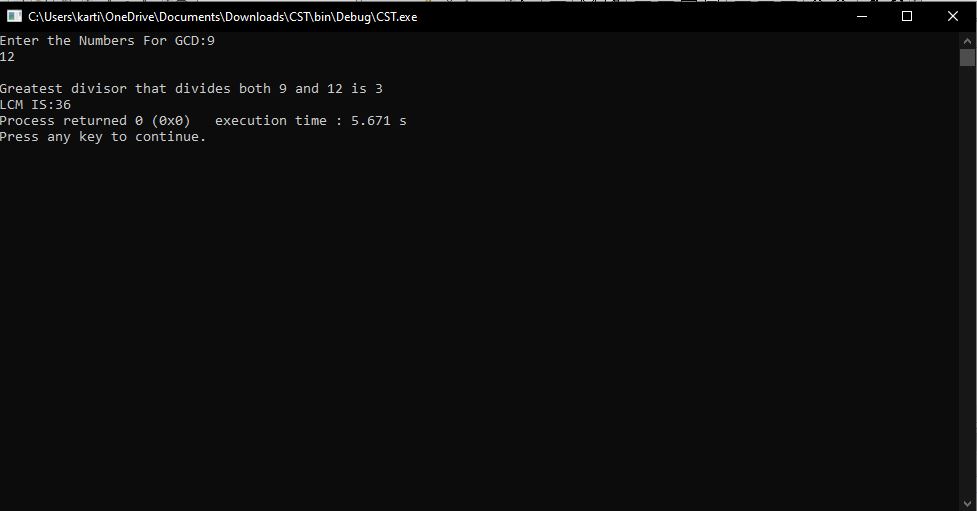 C:\Users\karti\OneDrive\Documents\Downloads\CST\bin\Debug\CST.exe
Enter the Numbers For GCD:9
12
Greatest divisor that divides both 9 and 12 is 3
LCM IS:36
Process returned 0 (0x0)   execution time : 5.671 s
Press any key to continue.